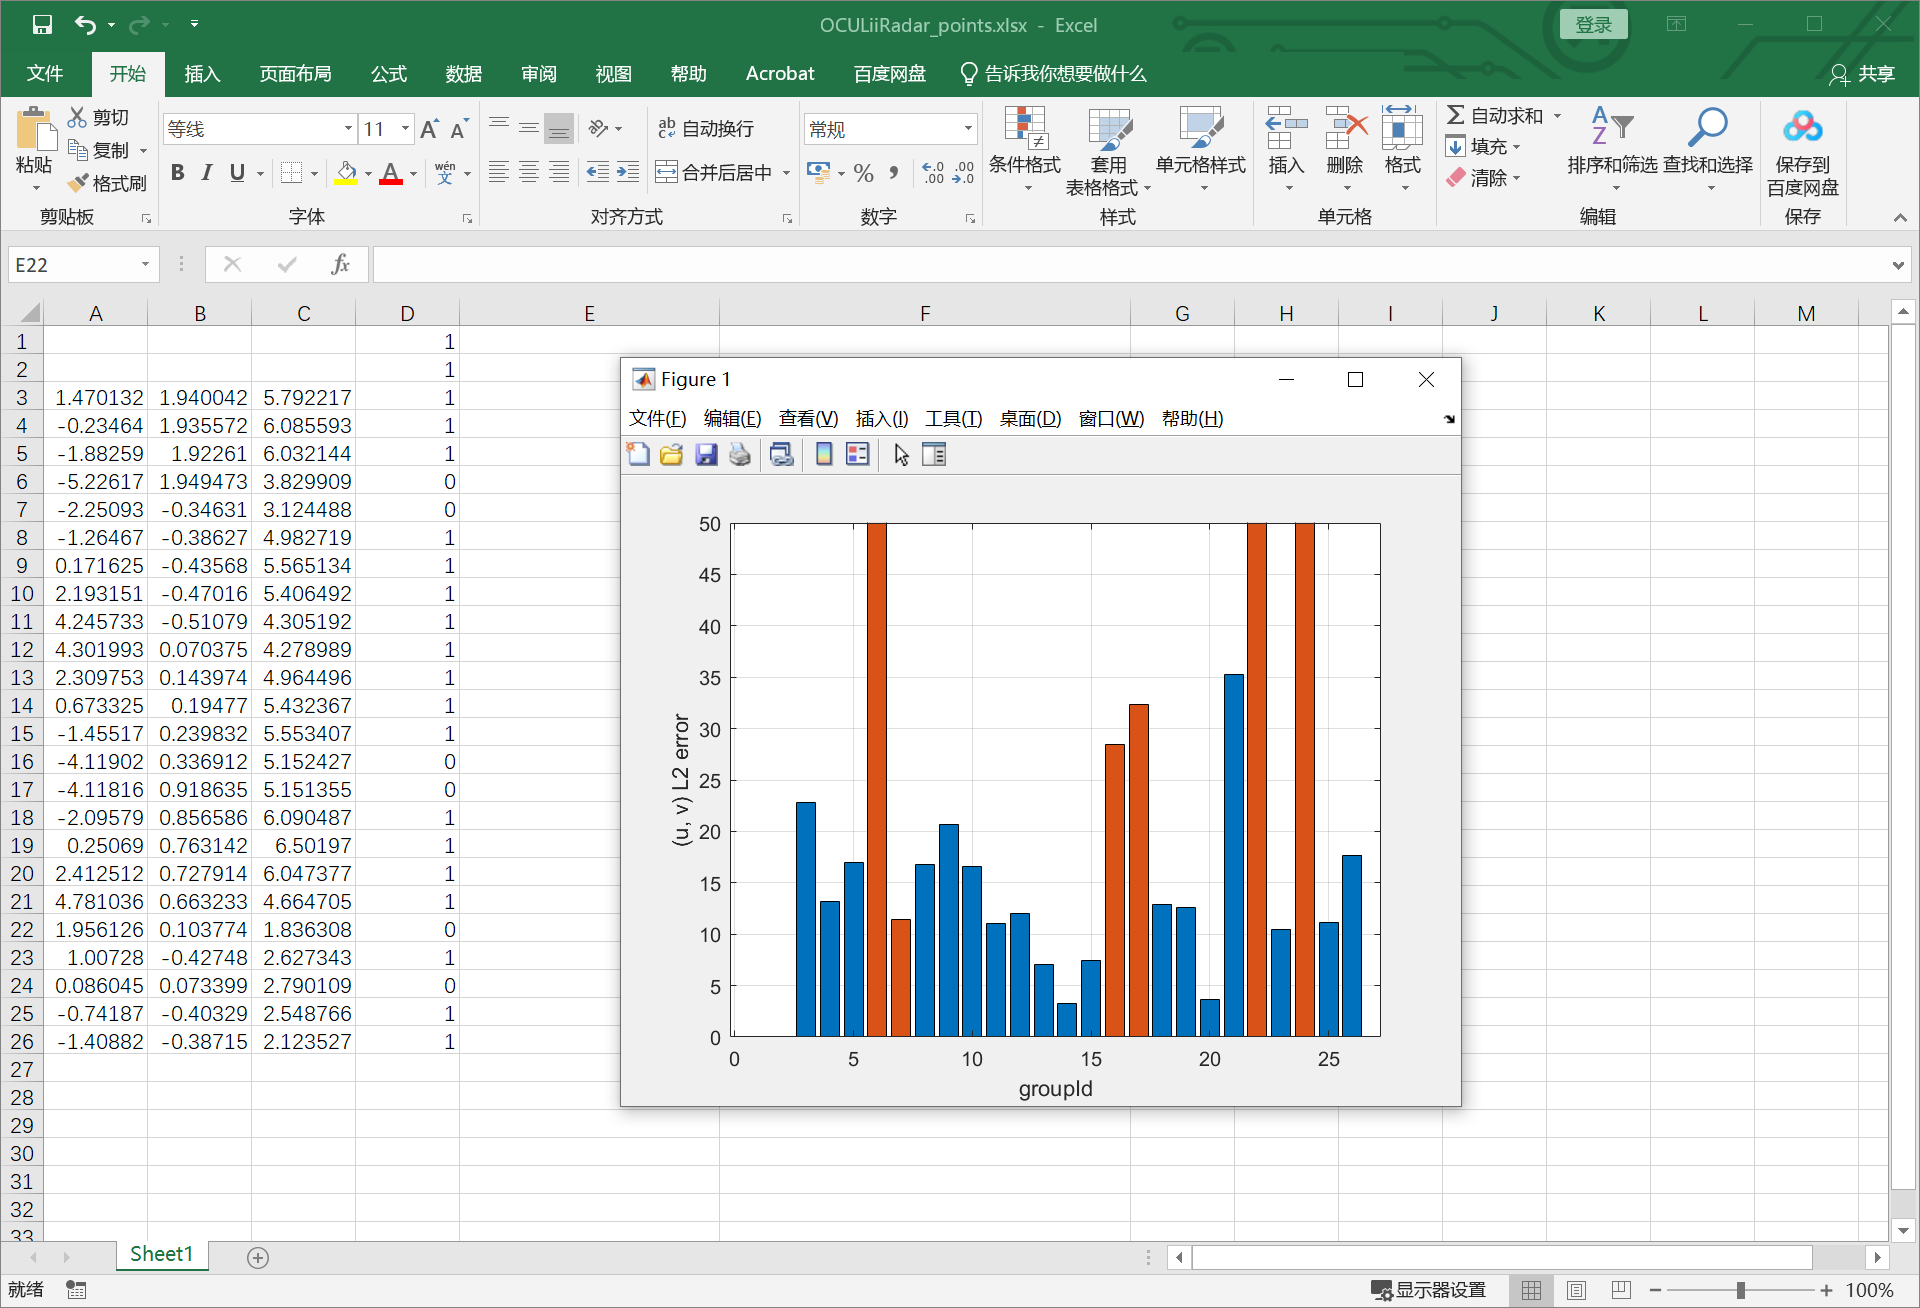 OCULiiRadar_points.xlsx - Excel
登录
文件 开始 插入 页面布局 公式 数据 审阅 视图 帮助 Acrobat 百度网盘 告诉我你想要做什么 共享
粘贴 剪切 复制 格式刷
剪贴板
等线 11 A A
B I U A wén 文
字体
ab c 自动换行
合并后居中
对齐方式
常规
% , .0 .00 .00 .0
数字
条件格式 套用 表格格式 单元格样式
样式
插入 删除 格式
单元格
Σ 自动求和 填充 清除
A Z 排序和筛选 查找和选择
编辑
保存到 百度网盘
保存
E22 fx
A B C D E F G H I J K L M
1 1
2 1
3 1.470132 1.940042 5.792217 1
4 -0.23464 1.935572 6.085593 1
5 -1.88259 1.92261 6.032144 1
6 -5.22617 1.949473 3.829909 0
7 -2.25093 -0.34631 3.124488 0
8 -1.26467 -0.38627 4.982719 1
9 0.171625 -0.43568 5.565134 1
10 2.193151 -0.47016 5.406492 1
11 4.245733 -0.51079 4.305192 1
12 4.301993 0.070375 4.278989 1
13 2.309753 0.143974 4.964496 1
14 0.673325 0.19477 5.432367 1
15 -1.45517 0.239832 5.553407 1
16 -4.11902 0.336912 5.152427 0
17 -4.11816 0.918635 5.151355 0
18 -2.09579 0.856586 6.090487 1
19 0.25069 0.763142 6.50197 1
20 2.412512 0.727914 6.047377 1
21 4.781036 0.663233 4.664705 1
22 1.956126 0.103774 1.836308 0
23 1.00728 -0.42748 2.627343 1
24 0.086045 0.073399 2.790109 0
25 -0.74187 -0.40329 2.548766 1
26 -1.40882 -0.38715 2.123527 1
27
28
29
30
31
32
33
Figure 1
文件(F) 编辑(E) 查看(V) 插入(I) 工具(T) 桌面(D) 窗口(W) 帮助(H)
50
45
40
35
30
25
20
15
10
5
0
(u, v) L2 error
0 5 10 15 20 25
groupId
Sheet1
就绪 显示器设置 100%